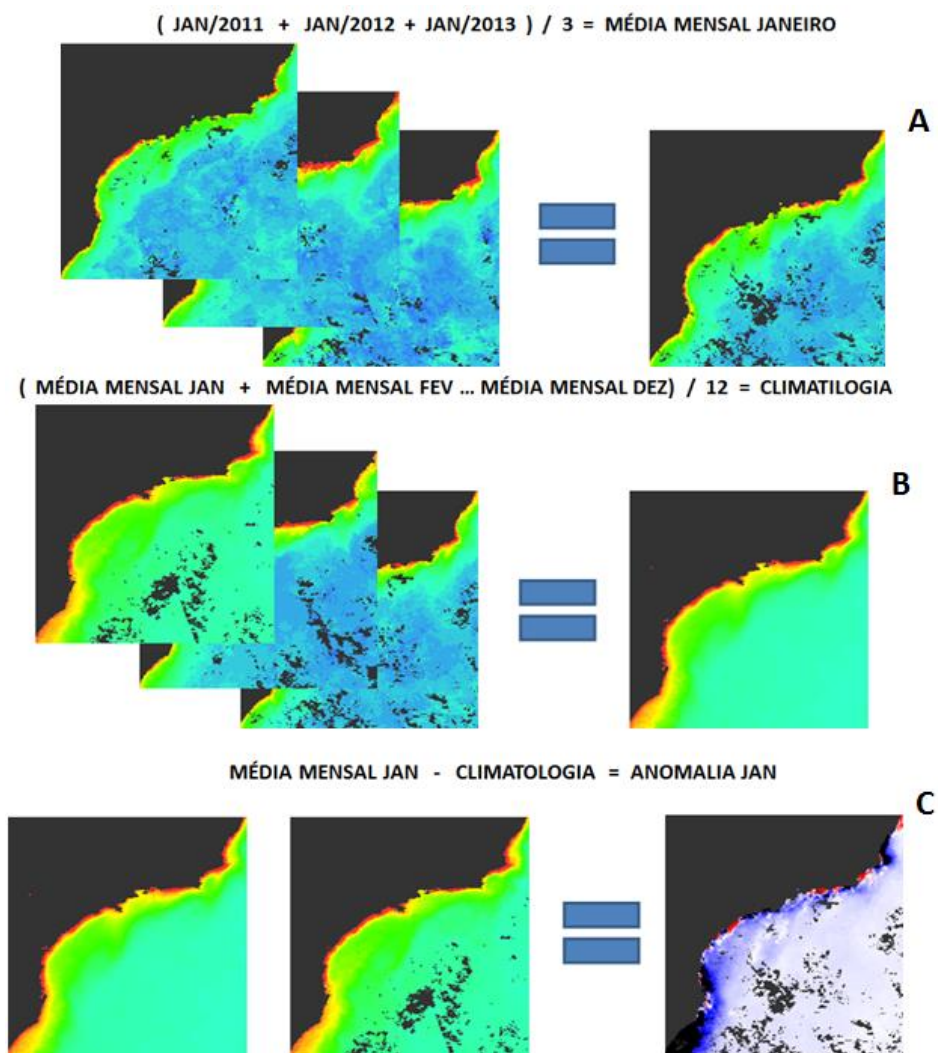 ( JAN/2011 + JAN/2012 + JAN/2013 ) / 3 = MÉDIA MENSAL JANEIRO
A
( MÉDIA MENSAL JAN + MÉDIA MENSAL FEV ... MÉDIA MENSAL DEZ) / 12 = CLIMATILOGIA
B
MÉDIA MENSAL JAN - CLIMATOLOGIA = ANOMALIA JAN
C